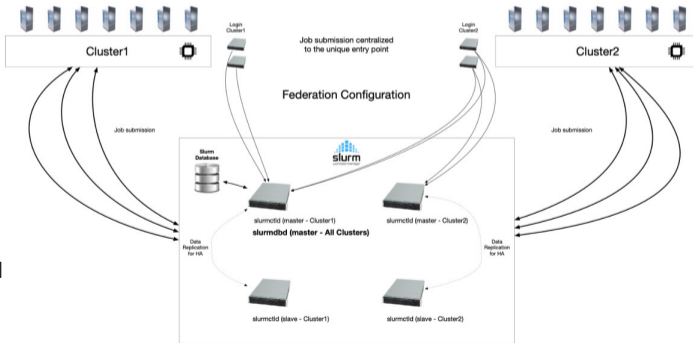 Login
Cluster1
Job submission centralized
to the unique entry point
Login
Cluster2
Cluster1
Cluster2
Federation Configuration
Job submission
Job submission
Slurm
Database
slurm
slurmctld (master - Cluster1)
slurmdbd (master - All Clusters)
slurmctld (master - Cluster2)
Data
Replication
for HA
Data
Replication
for HA
slurmctld (slave - Cluster1)
slurmctld (slave - Cluster2)